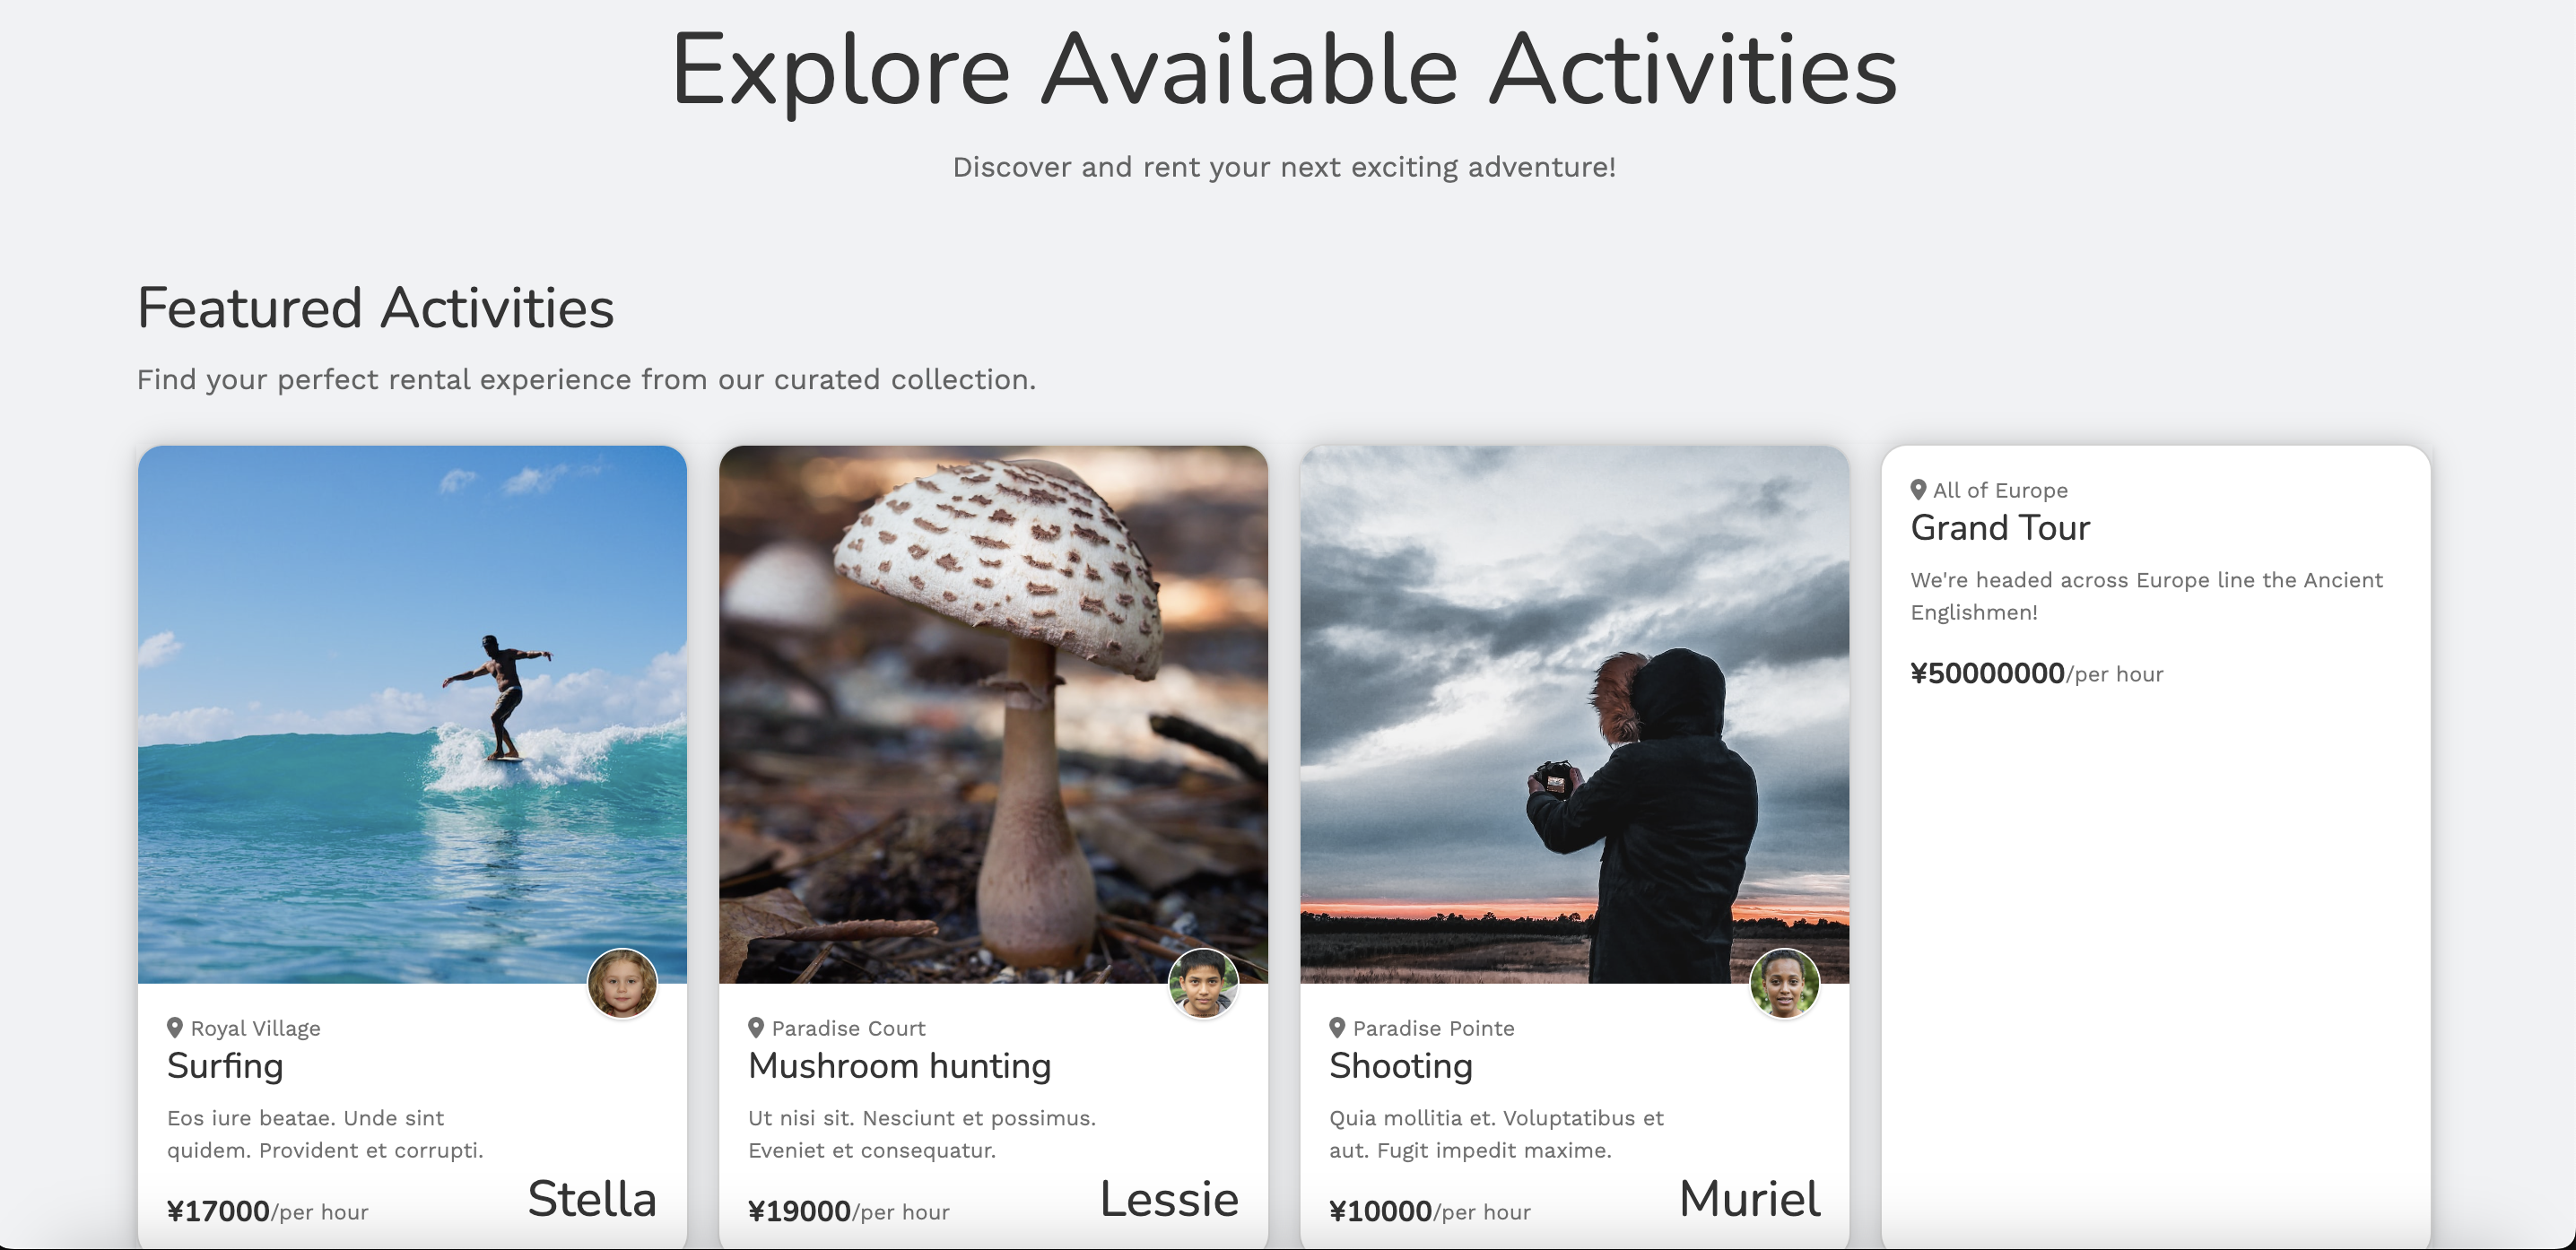 Explore Available Activities
Discover and rent your next exciting adventure!
Featured Activities
Find your perfect rental experience from our curated collection.
Royal Village
Surfing
Eos iure beatae. Unde sint
quidem. Provident et corrupti.
¥17000/per hour
Stella
Paradise Court
Mushroom hunting
Ut nisi sit. Nesciunt et possimus.
Eveniet et consequatur.
¥19000/per hour
Lessie
Paradise Pointe
Shooting
Quia mollitia et. Voluptatibus et
aut. Fugit impedit maxime.
¥10000/per hour
Muriel
All of Europe
Grand Tour
We're headed across Europe line the Ancient
Englishmen!
¥50000000/per hour